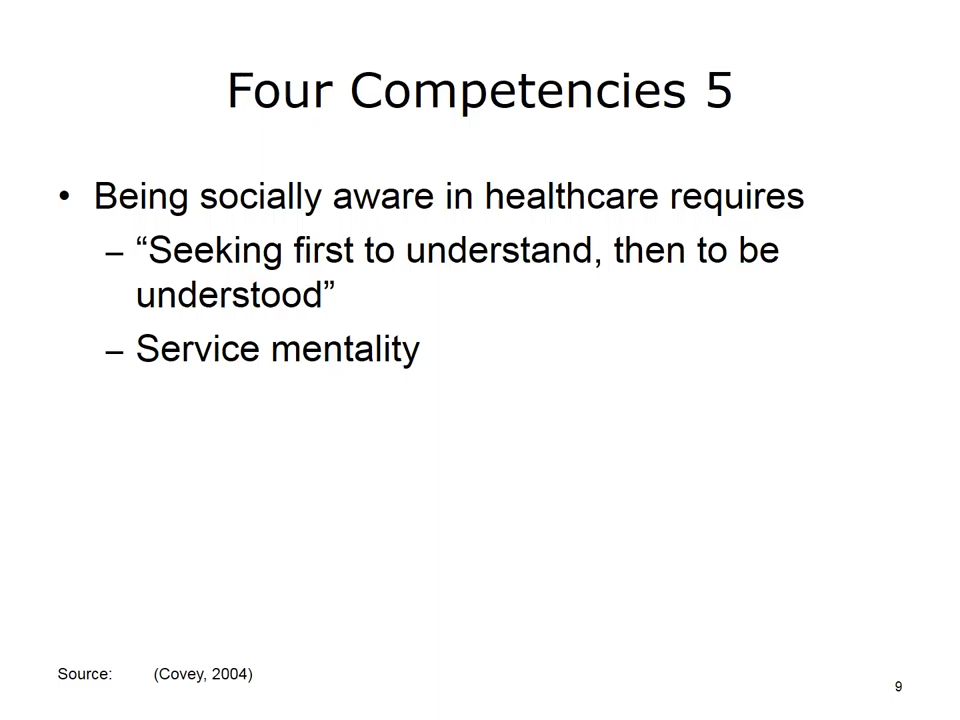 Four Competencies 5
• Being socially aware in healthcare requires
– “Seeking first to understand, then to be
understood”
– Service mentality
Source: (Covey, 2004)
9